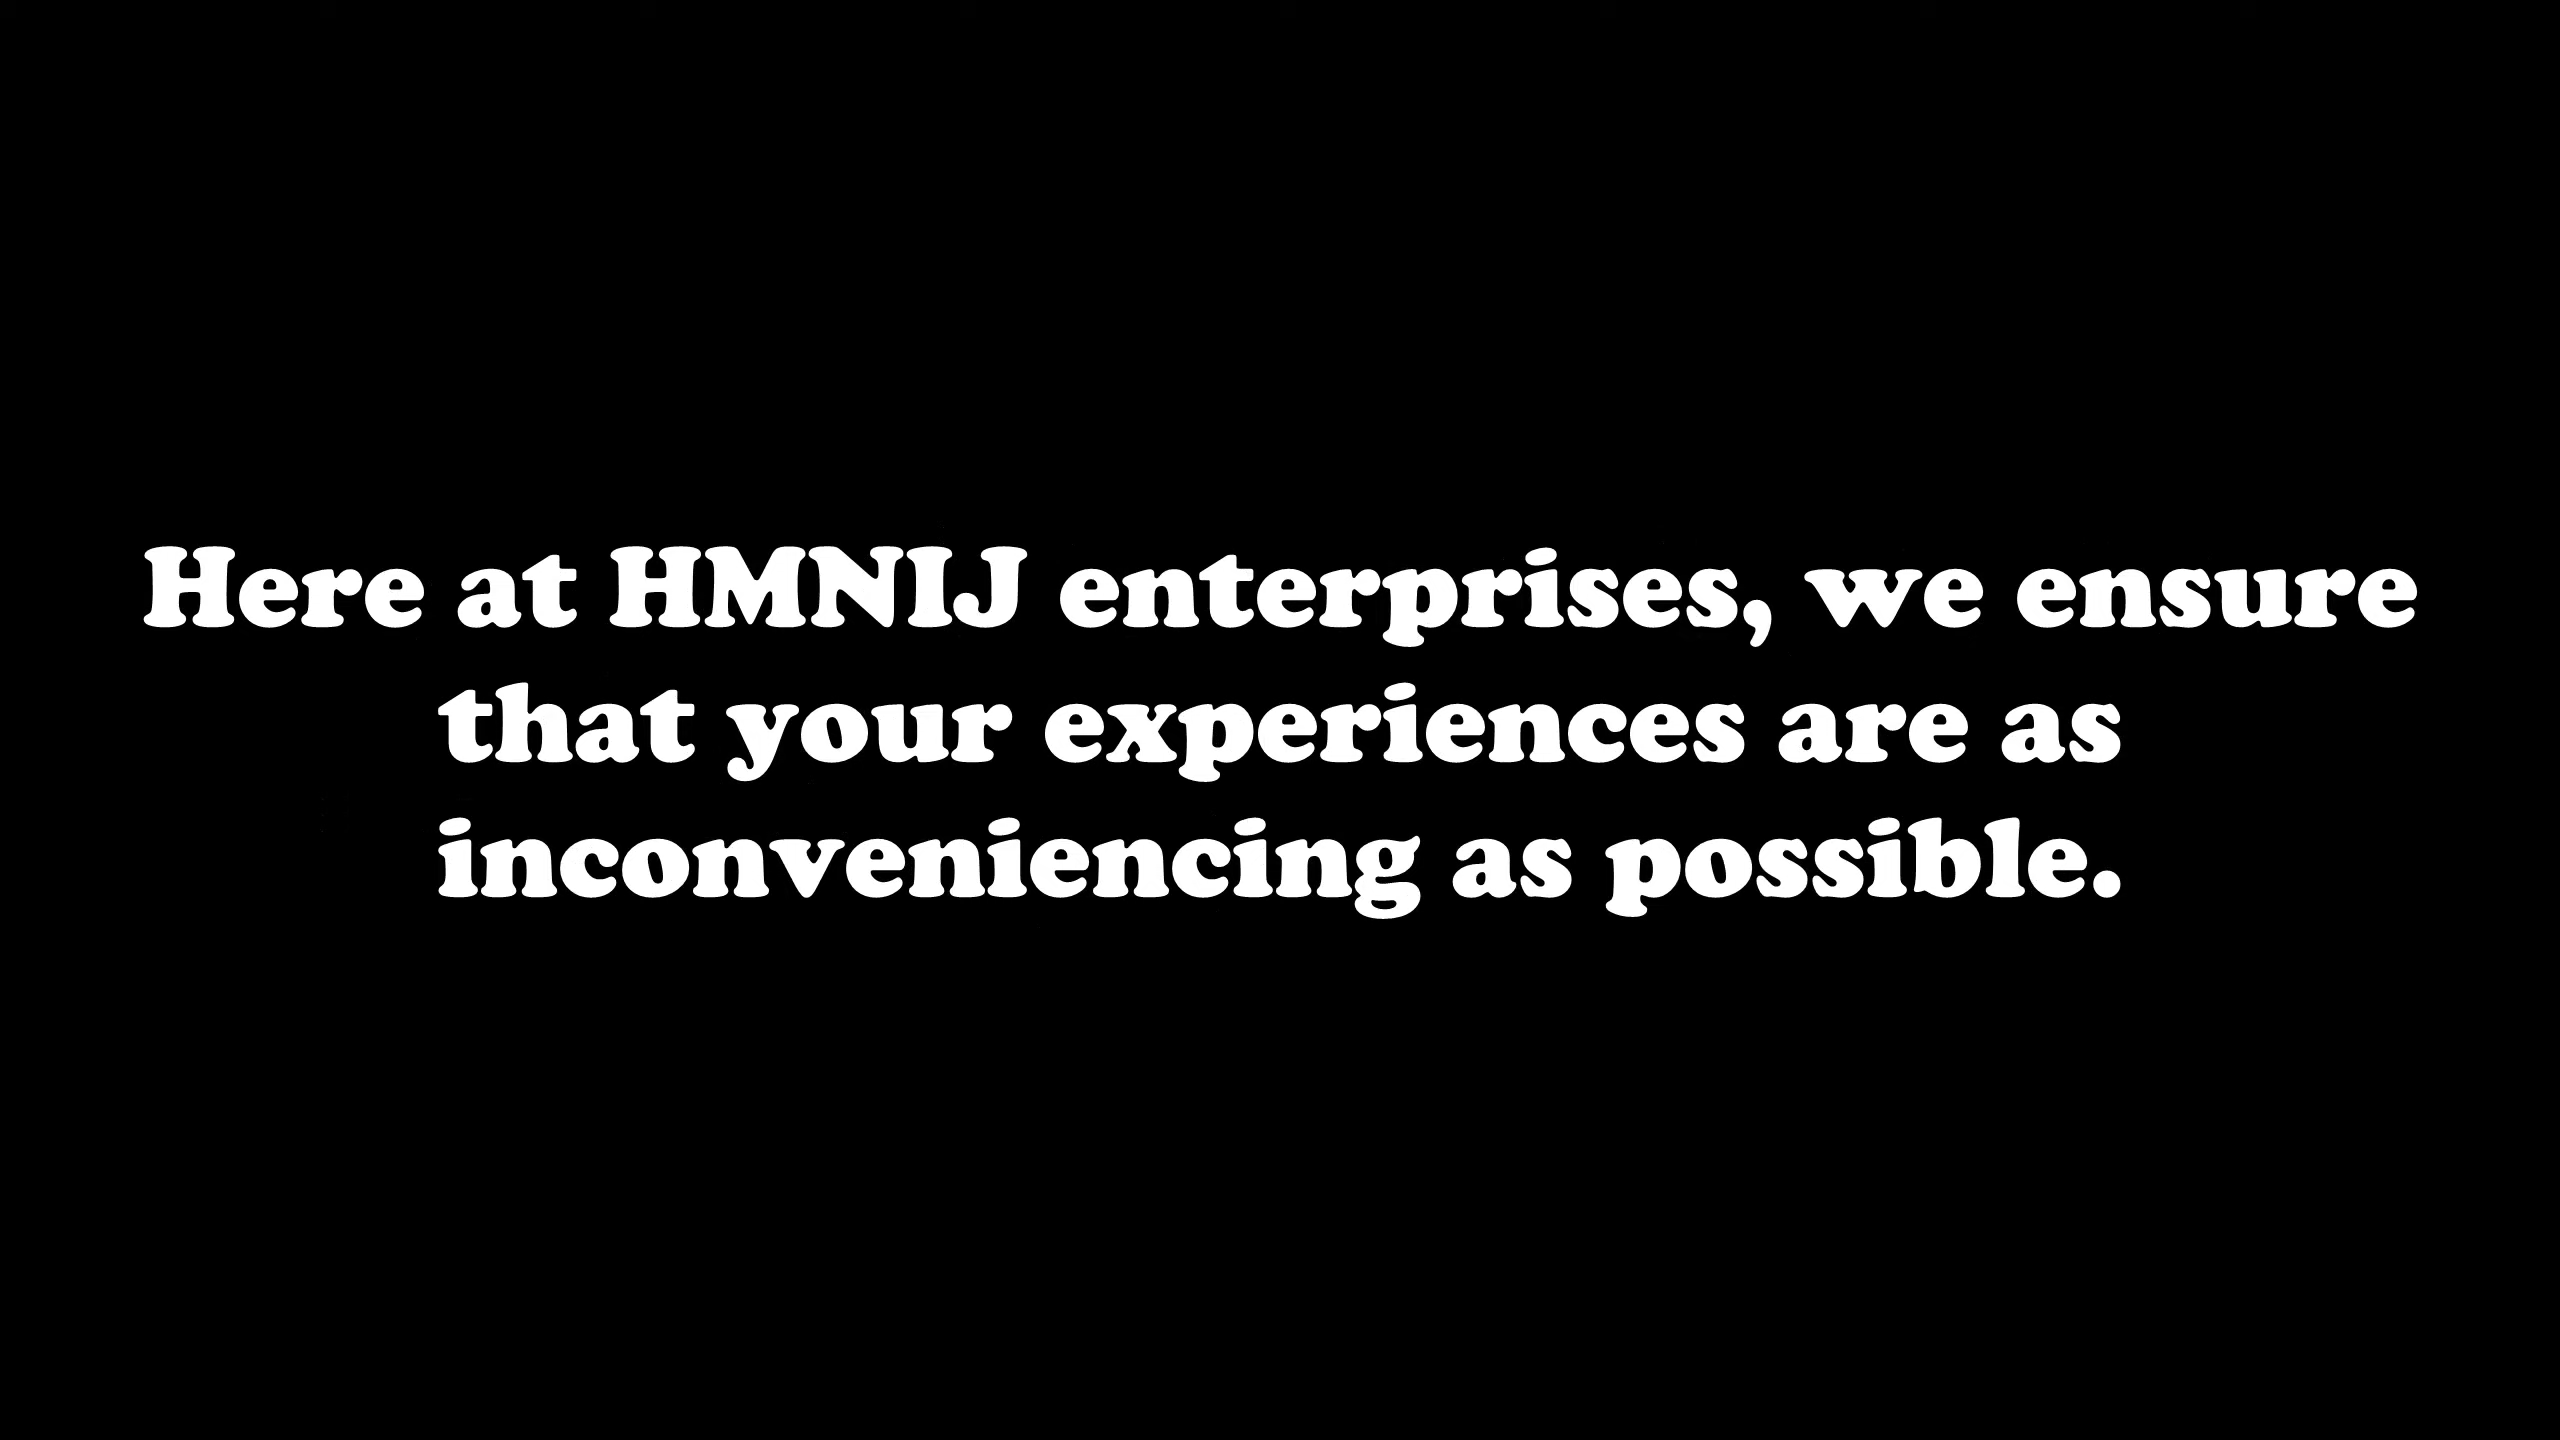 Here at HMNIJ enterprises, we ensure
that your experiences are as
inconveniencing as possible.